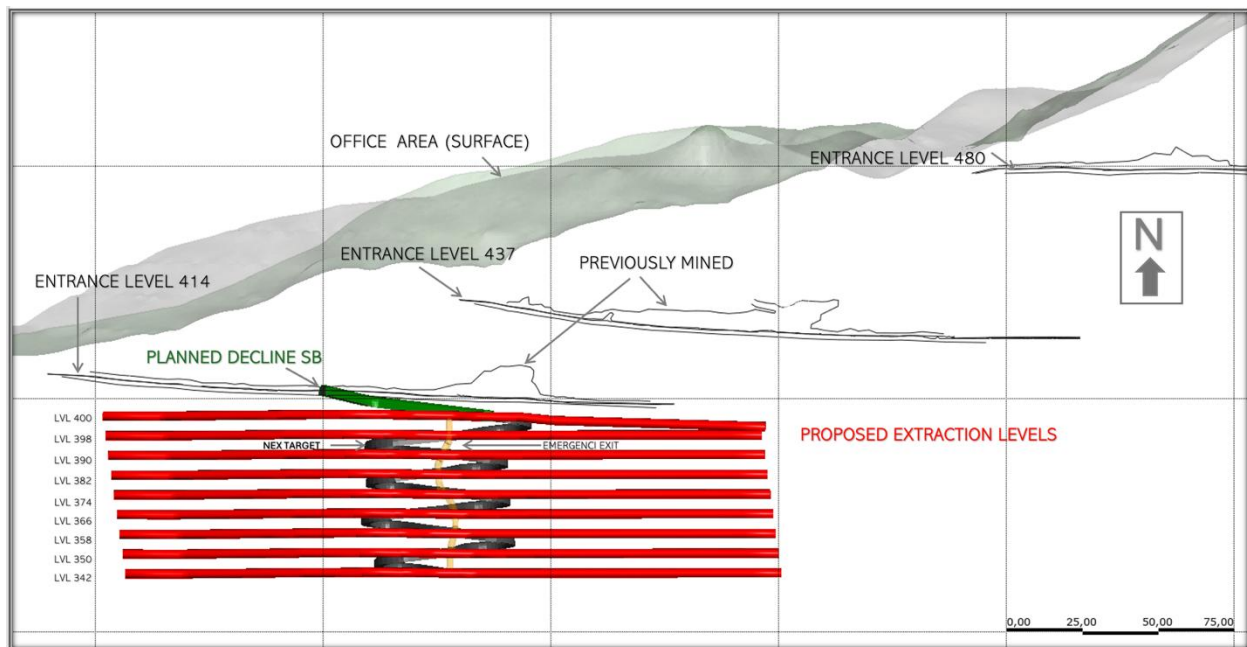 OFFICE AREA (SURFACE)
ENTRANCE LEVEL 480
N
ENTRANCE LEVEL 437
PREVIOUSLY MINED
ENTRANCE LEVEL 414
PLANNED DECLINE SB
LVL 400
PROPOSED EXTRACTION LEVELS
LVL 398
NEX TARGET
EMERGENCI EXIT
LVL 390
LVL 382
LVL 374
LVL 366
LVL 358
LVL 350
LVL 342
0,00 25,00 50,00 75,00